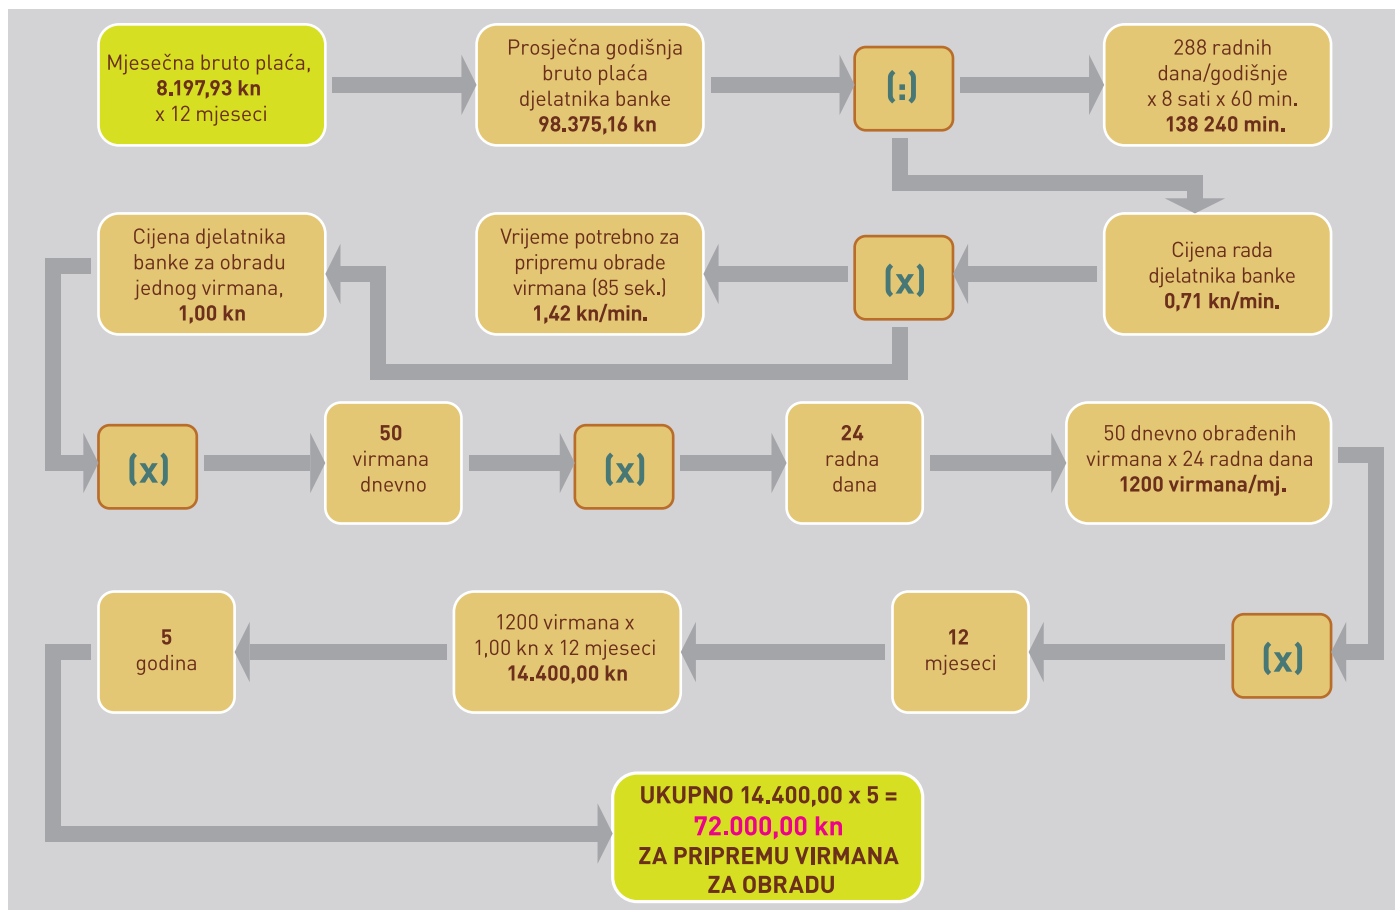 Mjesečna bruto plaća,
8.197,93 kn
x 12 mjeseci
Prosječna godišnja
bruto plaća
djelatnika banke
98.375,16 kn
(:)
288 radnih
dana/godišnje
x 8 sati x 60 min.
138 240 min.
Cijena rada
djelatnika banke
0,71 kn/min.
(x)
Vrijeme potrebno za
pripremu obrade
virmana (85 sek.)
1,42 kn/min.
Cijena djelatnika
banke za obradu
jednog virmana,
1,00 kn
(x)
50
virmana
dnevno
(x)
24
radna
dana
50 dnevno obrađenih
virmana x 24 radna dana
1200 virmana/mj.
(x)
12
mjeseci
1200 virmana x
1,00 kn x 12 mjeseci
14.400,00 kn
5
godina
UKUPNO 14.400,00 x 5 =
72.000,00 kn
ZA PRIPREMU VIRMANA
ZA OBRADU